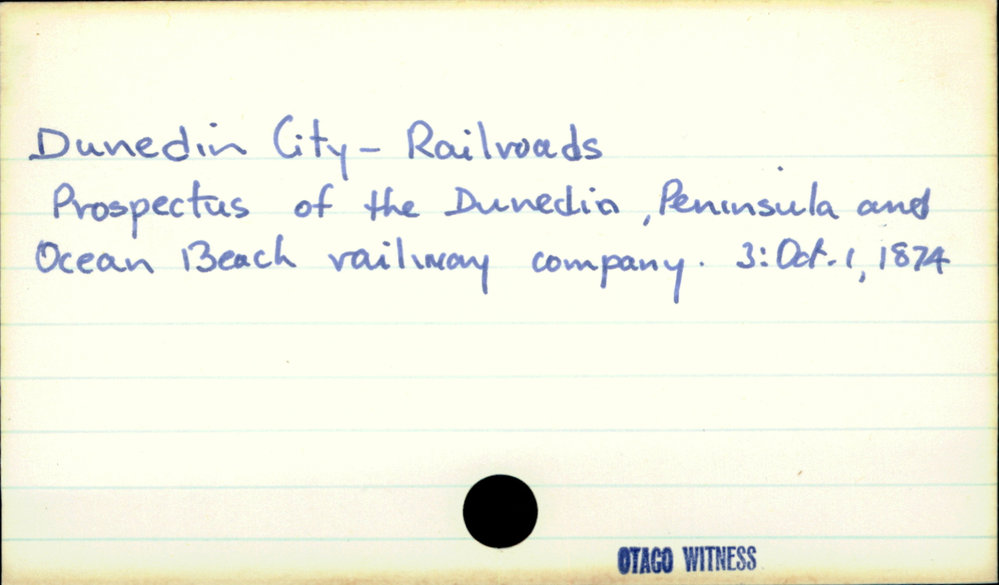 Dunedin City – Railroads
Prospectus of the Dunedin, Peninsula and
Ocean Beach railway company. 3: Oct. 1, 1874
OTAGO WITNESS